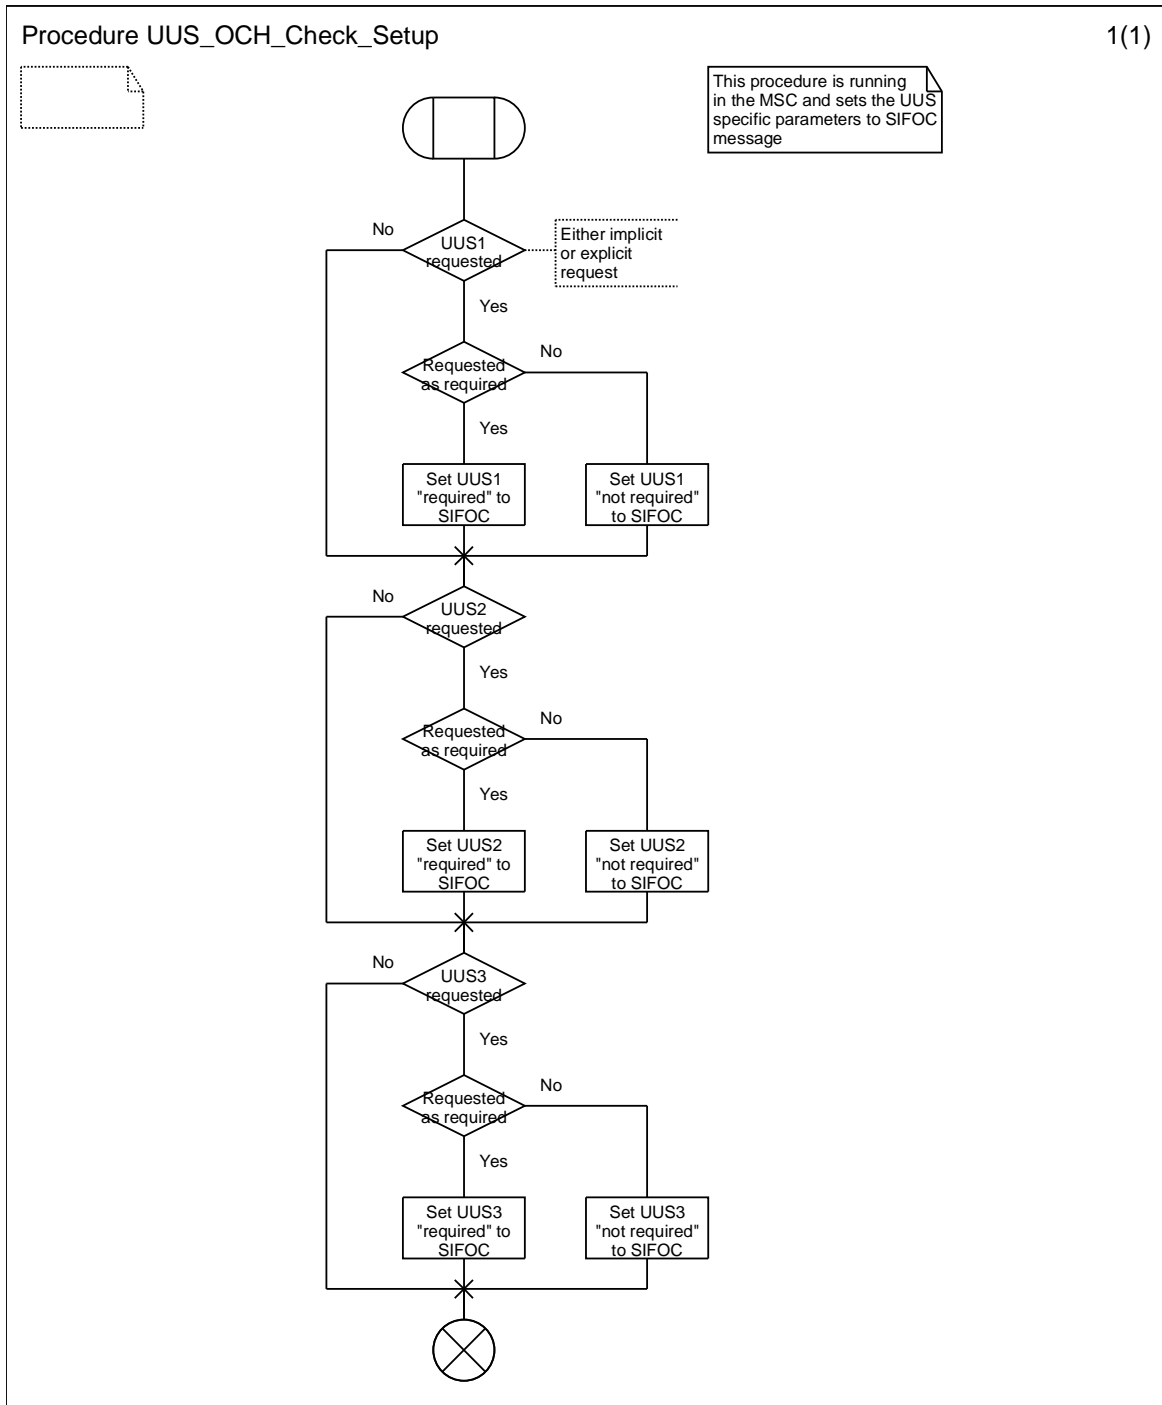 Procedure UUS_OCH_Check_Setup
1(1)
This procedure is running
in the MSC and sets the UUS
specific parameters to SIFOC
message
No
UUS1
requested
Either implicit
or explicit
request
Yes
Requested
as required
No
Yes
Set UUS1
"required" to
SIFOC
Set UUS1
"not required"
to SIFOC
No
UUS2
requested
Yes
Requested
as required
No
Yes
Set UUS2
"required" to
SIFOC
Set UUS2
"not required"
to SIFOC
No
UUS3
requested
Yes
Requested
as required
No
Yes
Set UUS3
"required" to
SIFOC
Set UUS3
"not required"
to SIFOC